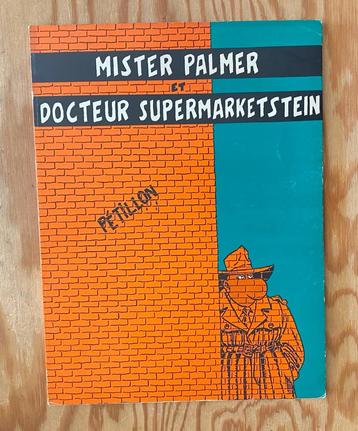 MISTER PALMER
ET
DOCTEUR SUPERMARKETSTEIN
PÉTILLON